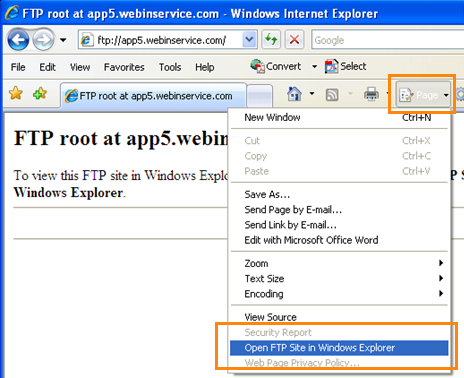 FTP root at app5.webinservice.com - Windows Internet Explorer
ftp://app5.webinservice.com/
Google
File Edit View Favorites Tools Help Convert Select
FTP root at app5.webinservice.com
Page
FTP root at app5.webin
To view this FTP site in Windows Explo
Windows Explorer.
New Window Ctrl+N
Cut Ctrl+X
Copy Ctrl+C
Paste Ctrl+V
Save As...
Send Page by E-mail...
Send Link by E-mail...
Edit with Microsoft Office Word
Zoom
Text Size
Encoding
View Source
Security Report
Open FTP Site in Windows Explorer
Web Page Privacy Policy...